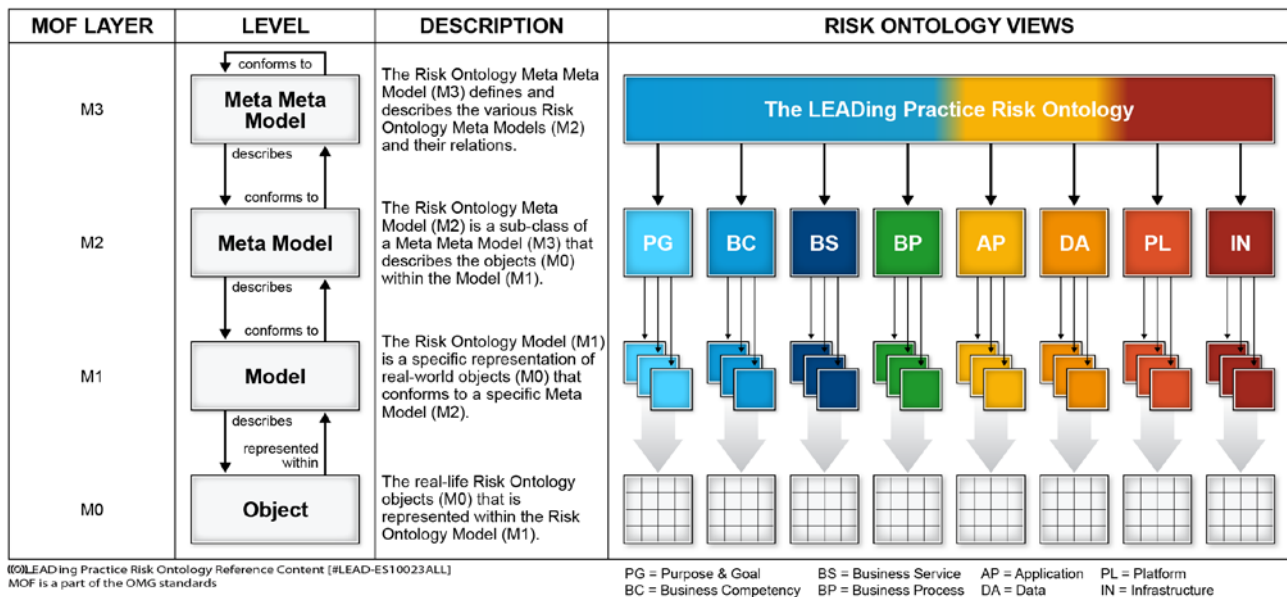 MOF LAYER
LEVEL
DESCRIPTION
RISK ONTOLOGY VIEWS
M3
conforms to
Meta Meta
Model
The Risk Ontology Meta Meta
Model (M3) defines and
describes the various Risk
Ontology Meta Models (M2)
and their relations.
The LEADing Practice Risk Ontology
describes
conforms to
M2
Meta Model
The Risk Ontology Meta
Model (M2) is a sub-class of
a Meta Meta Model (M3) that
describes the objects (M0)
within the Model (M1).
PG
BC
BS
BP
AP
DA
PL
IN
describes
conforms to
M1
Model
The Risk Ontology Model (M1)
is a specific representation of
real-world objects (M0) that
conforms to a specific Meta
Model (M2).
describes
represented
within
M0
Object
The real-life Risk Ontology
objects (M0) that is
represented within the Risk
Ontology Model (M1).
LEADing Practice Risk Ontology Reference Content [#LEAD-ES10023ALL]
MOF is a part of the OMG standards
PG = Purpose & Goal
BC = Business Competency
BS = Business Service
BP = Business Process
AP = Application
DA = Data
PL = Platform
IN = Infrastructure